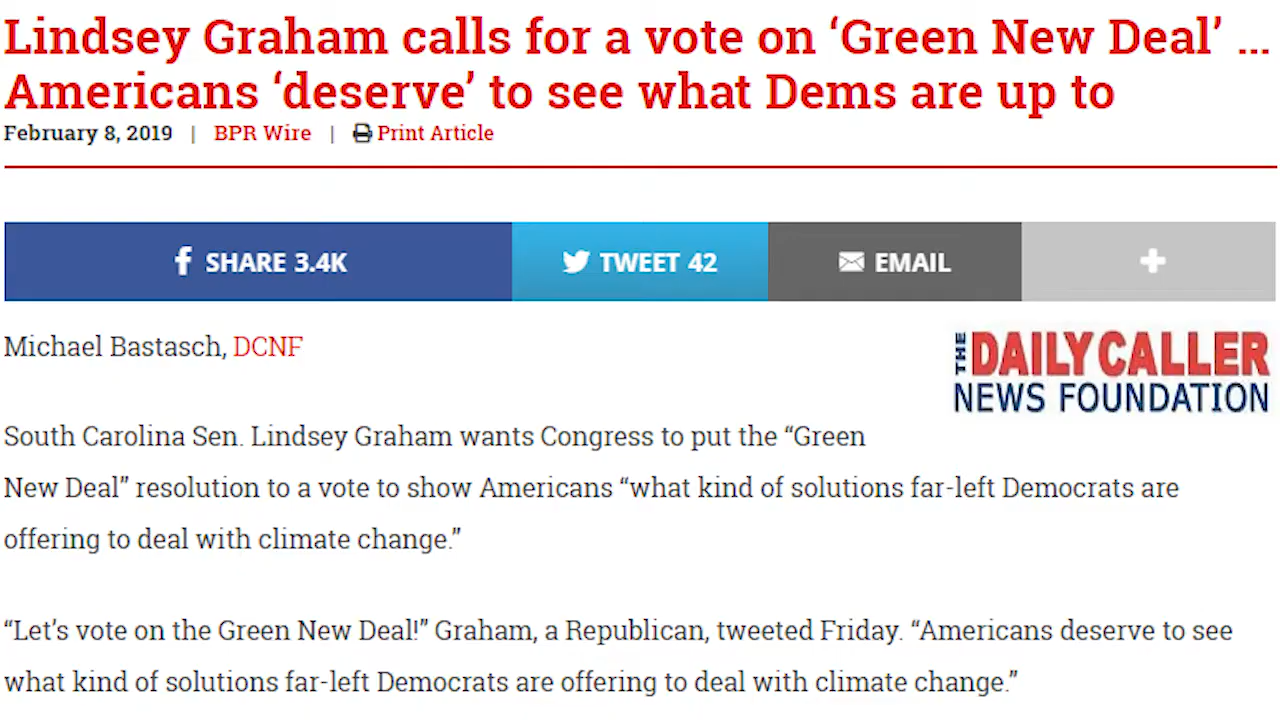 Lindsey Graham calls for a vote on ‘Green New Deal’ ...
Americans ‘deserve’ to see what Dems are up to
February 8, 2019 | BPR Wire | Print Article
SHARE 3.4K TWEET 42 EMAIL
Michael Bastasch, DCNF
THE DAILY CALLER
NEWS FOUNDATION
South Carolina Sen. Lindsey Graham wants Congress to put the “Green
New Deal” resolution to a vote to show Americans “what kind of solutions far-left Democrats are
offering to deal with climate change.”
“Let’s vote on the Green New Deal!” Graham, a Republican, tweeted Friday. “Americans deserve to see
what kind of solutions far-left Democrats are offering to deal with climate change.”